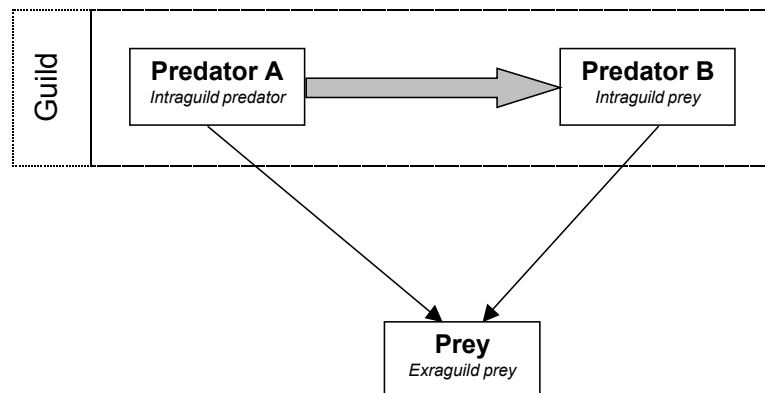 Guild
Predator A
Intraguild predator
Predator B
Intraguild prey
Prey
Exraguild prey